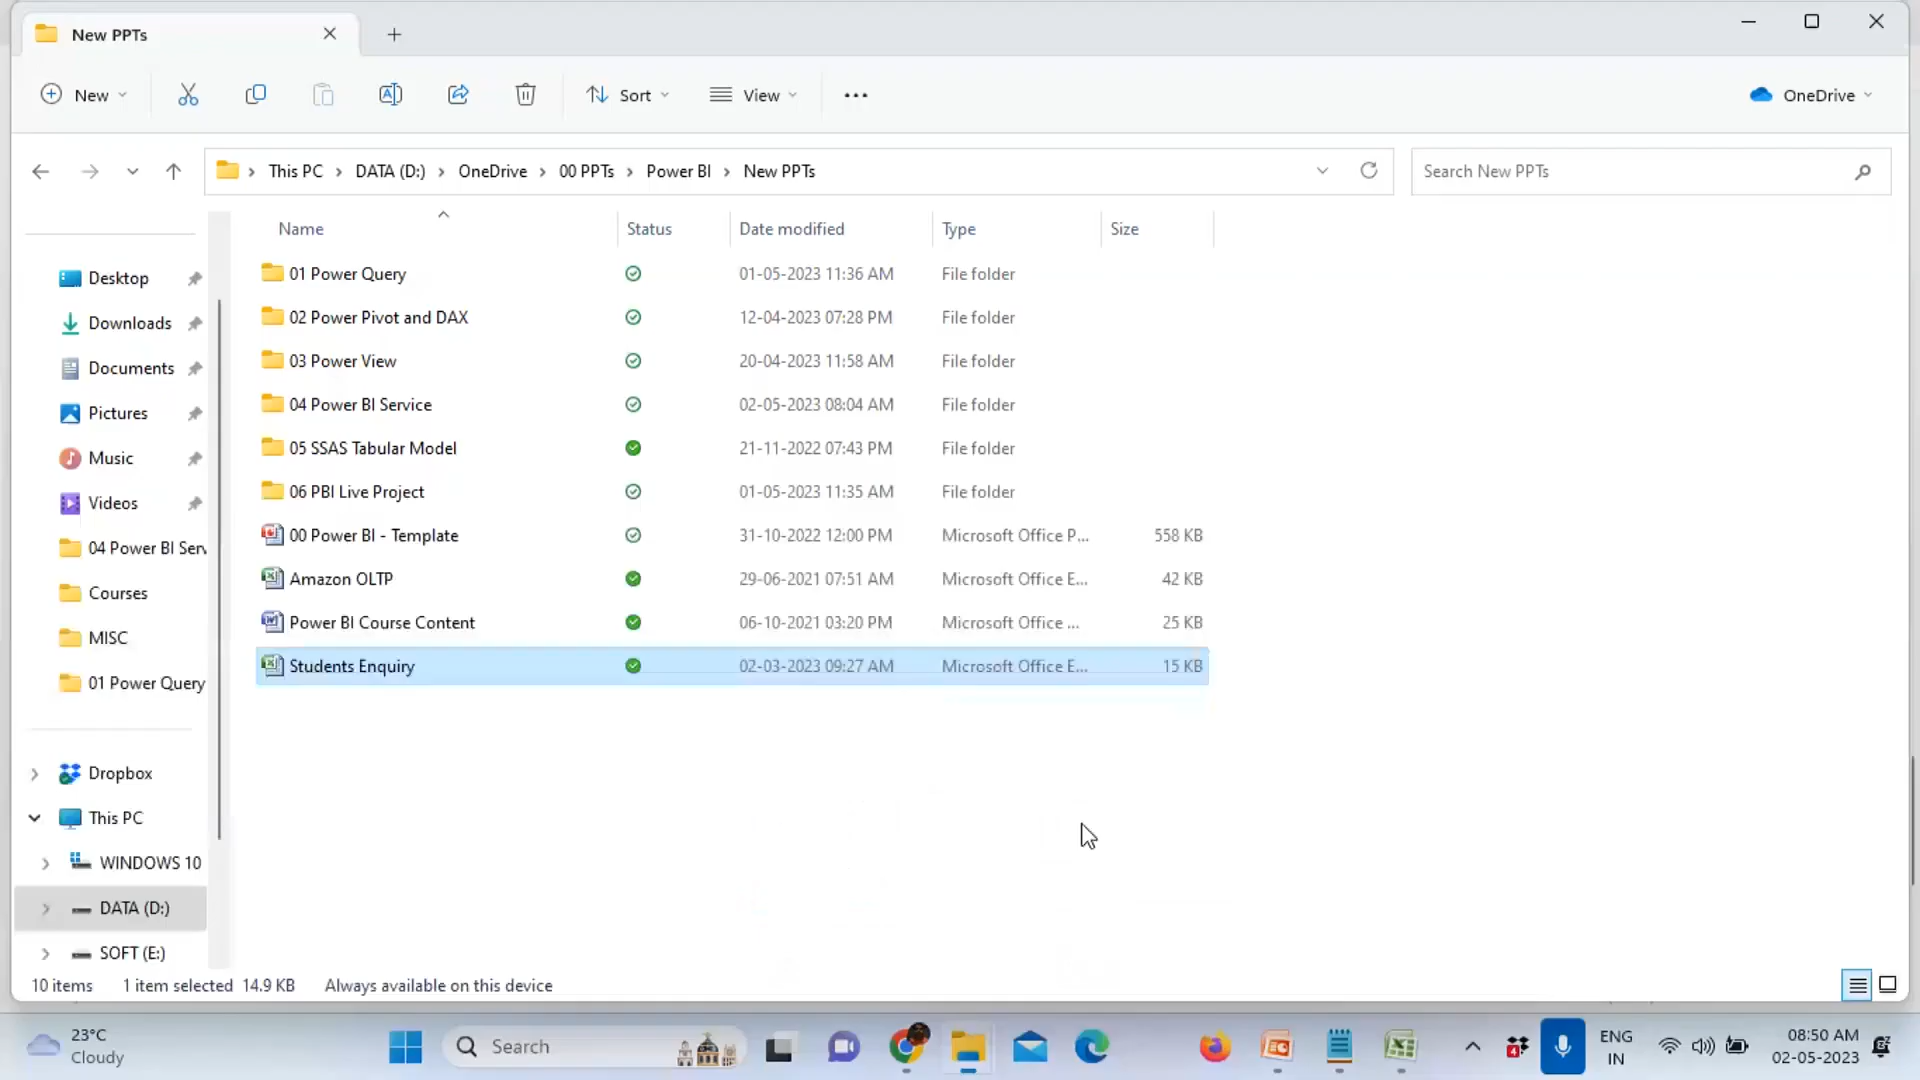 New PPTs
New
Sort
View
OneDrive
This PC
DATA (D:)
OneDrive
00 PPTs
Power BI
New PPTs
Search New PPTs
Name
Status
Date modified
Type
Size
01 Power Query 01-05-2023 11:36 AM File folder
02 Power Pivot and DAX 12-04-2023 07:28 PM File folder
03 Power View 20-04-2023 11:58 AM File folder
04 Power BI Service 02-05-2023 08:04 AM File folder
05 SSAS Tabular Model 21-11-2022 07:43 PM File folder
06 PBI Live Project 01-05-2023 11:35 AM File folder
00 Power BI - Template 31-10-2022 12:00 PM Microsoft Office P... 558 KB
Amazon OLTP 29-06-2021 07:51 AM Microsoft Office E... 42 KB
Power BI Course Content 06-10-2021 03:20 PM Microsoft Office ... 25 KB
Students Enquiry 02-03-2023 09:27 AM Microsoft Office E... 15 KB
Desktop
Downloads
Documents
Pictures
Music
Videos
04 Power BI Serv
Courses
MISC
01 Power Query
Dropbox
This PC
WINDOWS 10
DATA (D:)
SOFT (E:)
10 items 1 item selected 14.9 KB Always available on this device
23°C
Cloudy
Search
4
ENG
IN
08:50 AM
02-05-2023